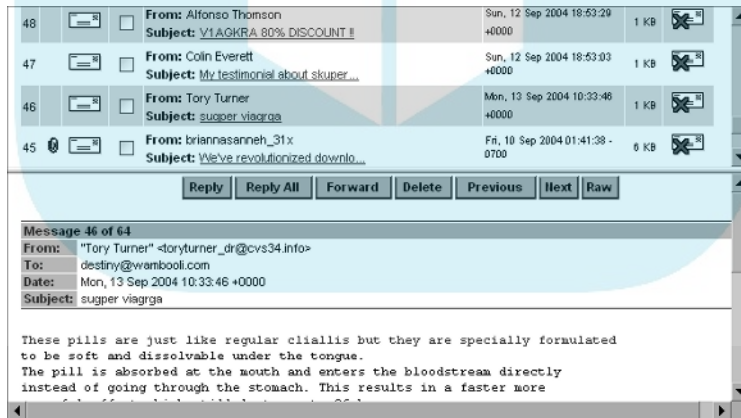 48 From: Alfonso Thomson Sun, 12 Sep 2004 18:53:29 +0000 1 KB
Subject: V1AGKRA 80% DISCOUNT !!
47 From: Colin Everett Sun, 12 Sep 2004 18:53:03 +0000 1 KB
Subject: My testimonial about skuper...
46 From: Tory Turner Mon, 13 Sep 2004 10:33:46 +0000 1 KB
Subject: sugper viagrga
45 From: briannasanneh_31x Fri, 10 Sep 2004 01:41:38 -0700 6 KB
Subject: We've revolutionized downlo...
Reply Reply All Forward Delete Previous Next Raw
Message 46 of 64
From: "Tory Turner" <toryturner_dr@cvs34.info>
To: destiny@wambooli.com
Date: Mon, 13 Sep 2004 10:33:46 +0000
Subject: sugper viagrga
These pills are just like regular cliallis but they are specially formulated
to be soft and dissolvable under the tongue.
The pill is absorbed at the mouth and enters the bloodstream directly
instead of going through the stomach. This results in a faster more